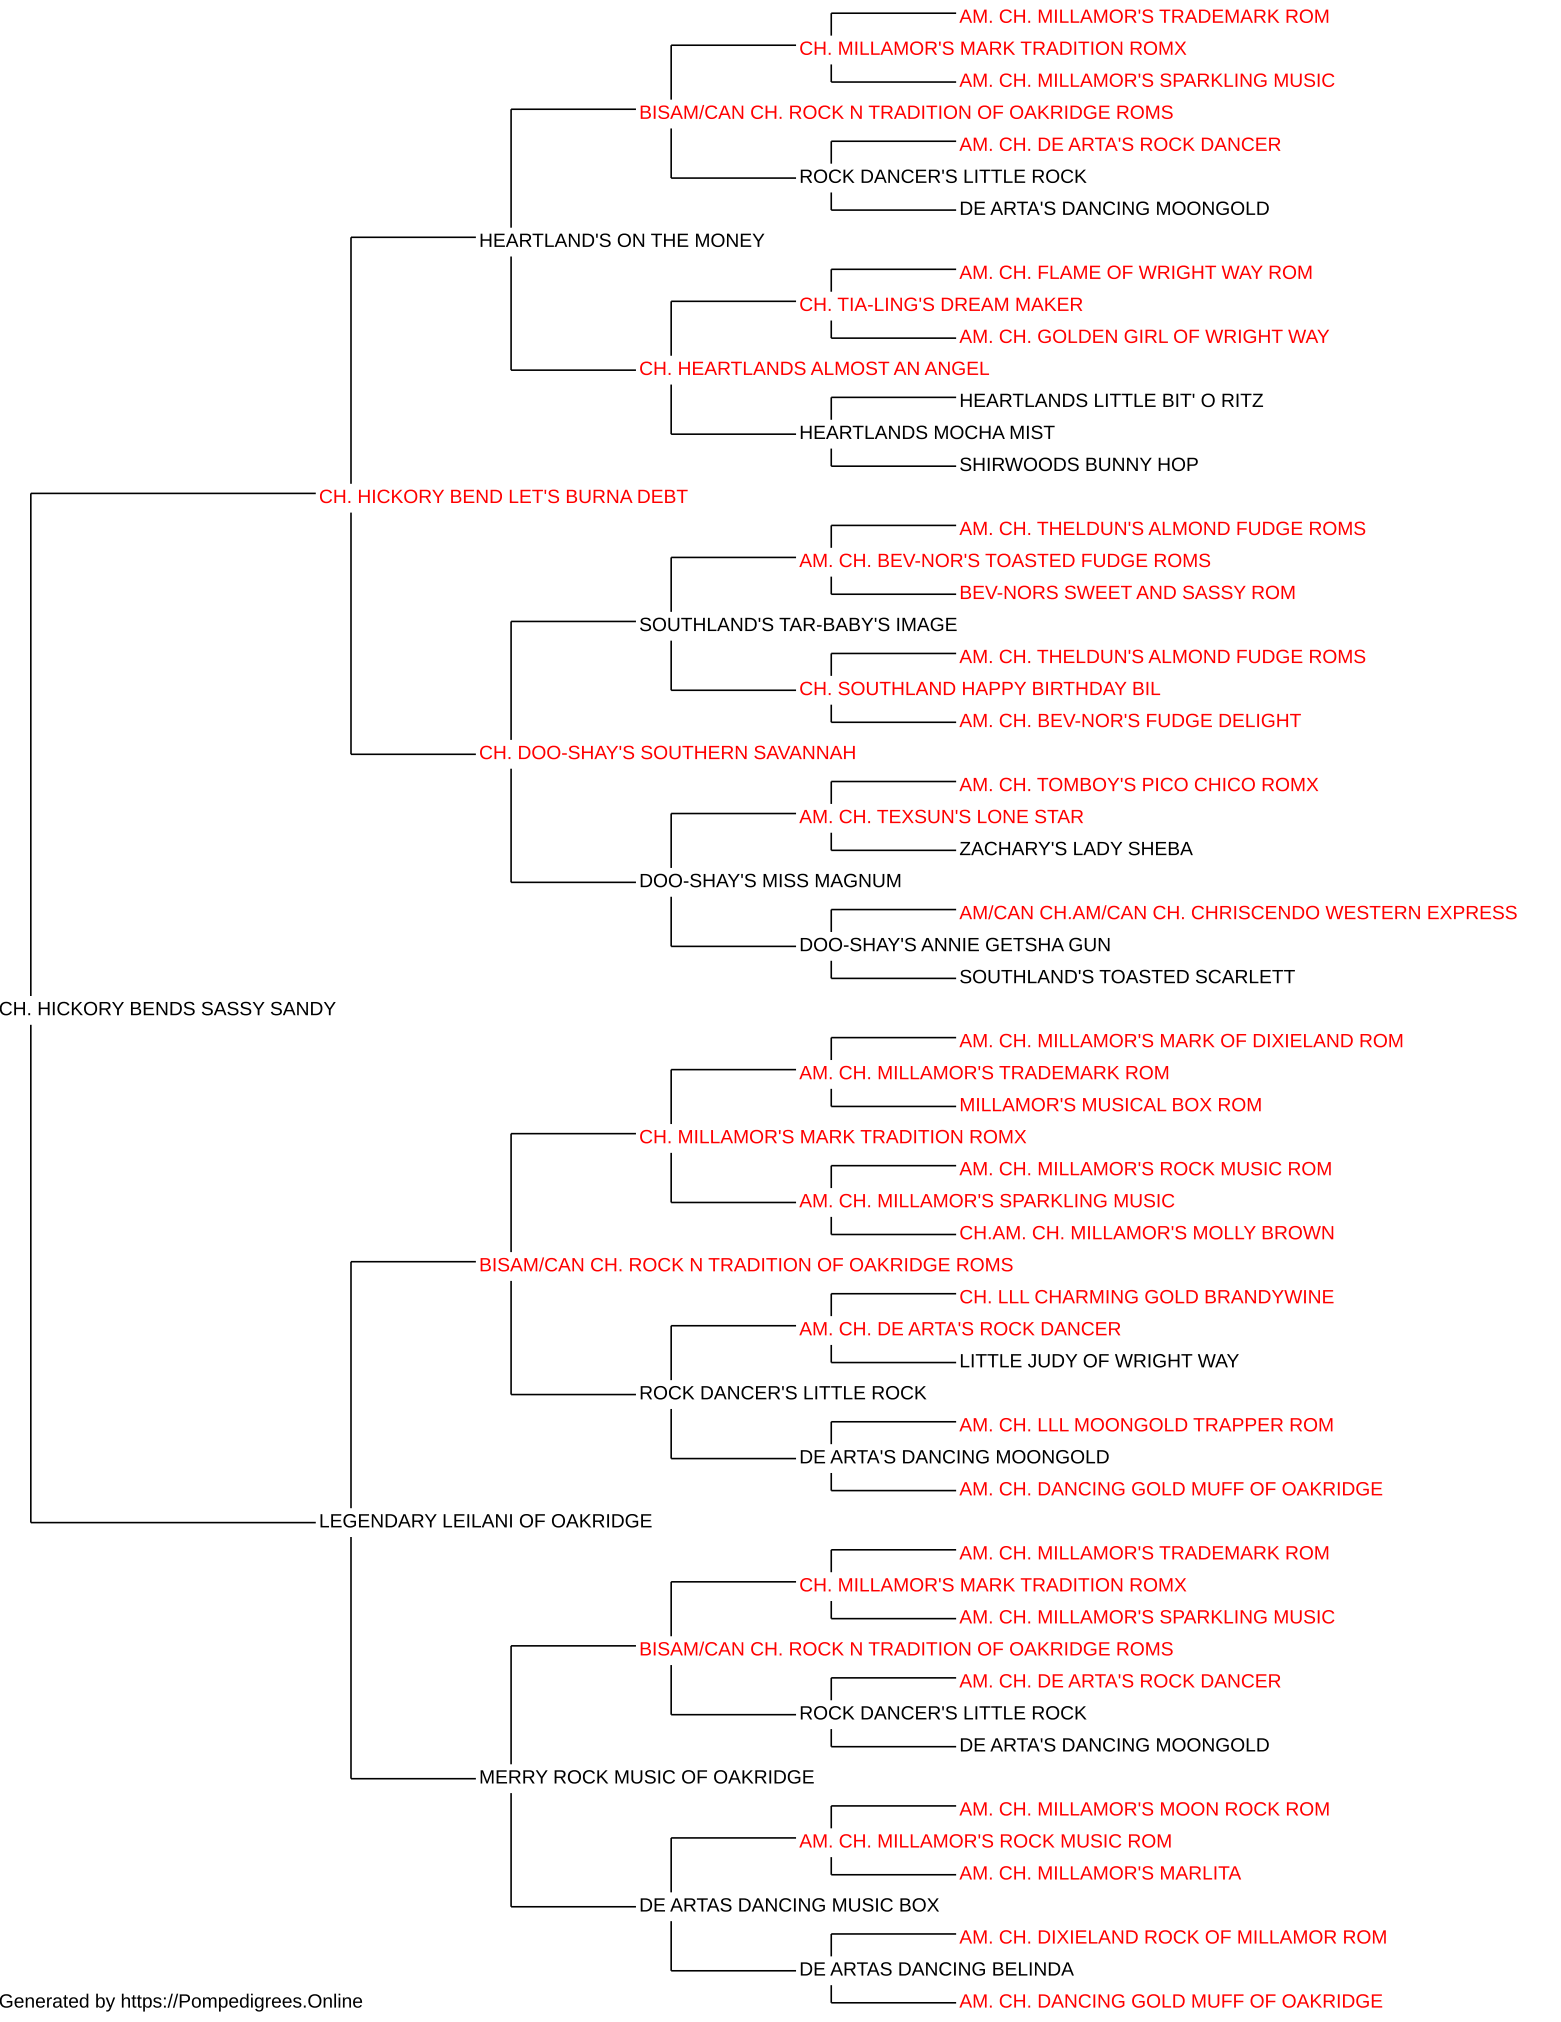 AM. CH. MILLAMOR'S TRADEMARK ROM
CH. MILLAMOR'S MARK TRADITION ROMX
AM. CH. MILLAMOR'S SPARKLING MUSIC
BISAM/CAN CH. ROCK N TRADITION OF OAKRIDGE ROMS
AM. CH. DE ARTA'S ROCK DANCER
ROCK DANCER'S LITTLE ROCK
DE ARTA'S DANCING MOONGOLD
HEARTLAND'S ON THE MONEY
AM. CH. FLAME OF WRIGHT WAY ROM
CH. TIA-LING'S DREAM MAKER
AM. CH. GOLDEN GIRL OF WRIGHT WAY
CH. HEARTLANDS ALMOST AN ANGEL
HEARTLANDS LITTLE BIT' O RITZ
HEARTLANDS MOCHA MIST
SHIRWOODS BUNNY HOP
CH. HICKORY BEND LET'S BURNA DEBT
AM. CH. THELDUN'S ALMOND FUDGE ROMS
AM. CH. BEV-NOR'S TOASTED FUDGE ROMS
BEV-NORS SWEET AND SASSY ROM
SOUTHLAND'S TAR-BABY'S IMAGE
AM. CH. THELDUN'S ALMOND FUDGE ROMS
CH. SOUTHLAND HAPPY BIRTHDAY BIL
AM. CH. BEV-NOR'S FUDGE DELIGHT
CH. DOO-SHAY'S SOUTHERN SAVANNAH
AM. CH. TOMBOY'S PICO CHICO ROMX
AM. CH. TEXSUN'S LONE STAR
ZACHARY'S LADY SHEBA
DOO-SHAY'S MISS MAGNUM
AM/CAN CH.AM/CAN CH. CHRISCENDO WESTERN EXPRESS
DOO-SHAY'S ANNIE GETSHA GUN
SOUTHLAND'S TOASTED SCARLETT
CH. HICKORY BENDS SASSY SANDY
AM. CH. MILLAMOR'S MARK OF DIXIELAND ROM
AM. CH. MILLAMOR'S TRADEMARK ROM
MILLAMOR'S MUSICAL BOX ROM
CH. MILLAMOR'S MARK TRADITION ROMX
AM. CH. MILLAMOR'S ROCK MUSIC ROM
AM. CH. MILLAMOR'S SPARKLING MUSIC
CH.AM. CH. MILLAMOR'S MOLLY BROWN
BISAM/CAN CH. ROCK N TRADITION OF OAKRIDGE ROMS
CH. LLL CHARMING GOLD BRANDYWINE
AM. CH. DE ARTA'S ROCK DANCER
LITTLE JUDY OF WRIGHT WAY
ROCK DANCER'S LITTLE ROCK
AM. CH. LLL MOONGOLD TRAPPER ROM
DE ARTA'S DANCING MOONGOLD
AM. CH. DANCING GOLD MUFF OF OAKRIDGE
LEGENDARY LEILANI OF OAKRIDGE
AM. CH. MILLAMOR'S TRADEMARK ROM
CH. MILLAMOR'S MARK TRADITION ROMX
AM. CH. MILLAMOR'S SPARKLING MUSIC
BISAM/CAN CH. ROCK N TRADITION OF OAKRIDGE ROMS
AM. CH. DE ARTA'S ROCK DANCER
ROCK DANCER'S LITTLE ROCK
DE ARTA'S DANCING MOONGOLD
MERRY ROCK MUSIC OF OAKRIDGE
AM. CH. MILLAMOR'S MOON ROCK ROM
AM. CH. MILLAMOR'S ROCK MUSIC ROM
AM. CH. MILLAMOR'S MARLITA
DE ARTAS DANCING MUSIC BOX
AM. CH. DIXIELAND ROCK OF MILLAMOR ROM
DE ARTAS DANCING BELINDA
AM. CH. DANCING GOLD MUFF OF OAKRIDGE
Generated by https://Pompedigrees.Online